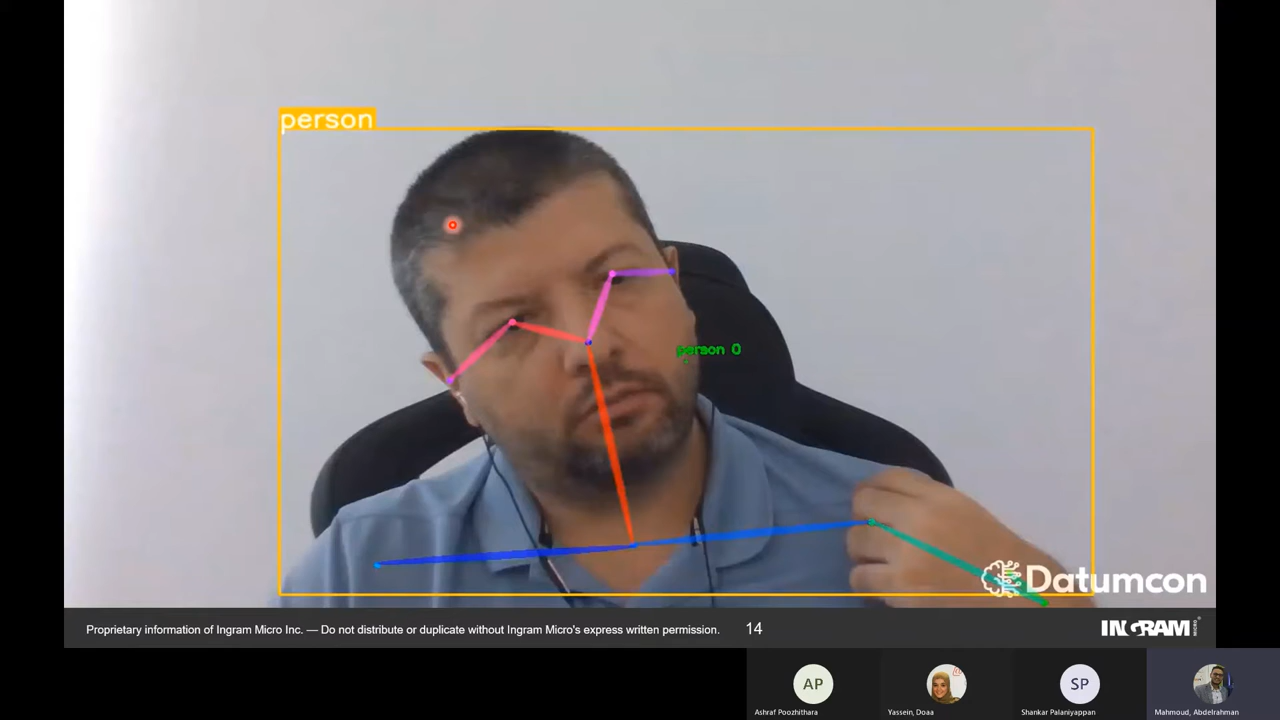 person
person 0
Datumcon
Proprietary information of Ingram Micro Inc. — Do not distribute or duplicate without Ingram Micro's express written permission.
14
INGRAM MICRO
AP
SP
Ashraf Poozhithara
Yassein, Doaa
Shankar Palaniyappan
Mahmoud, Abdelrahman